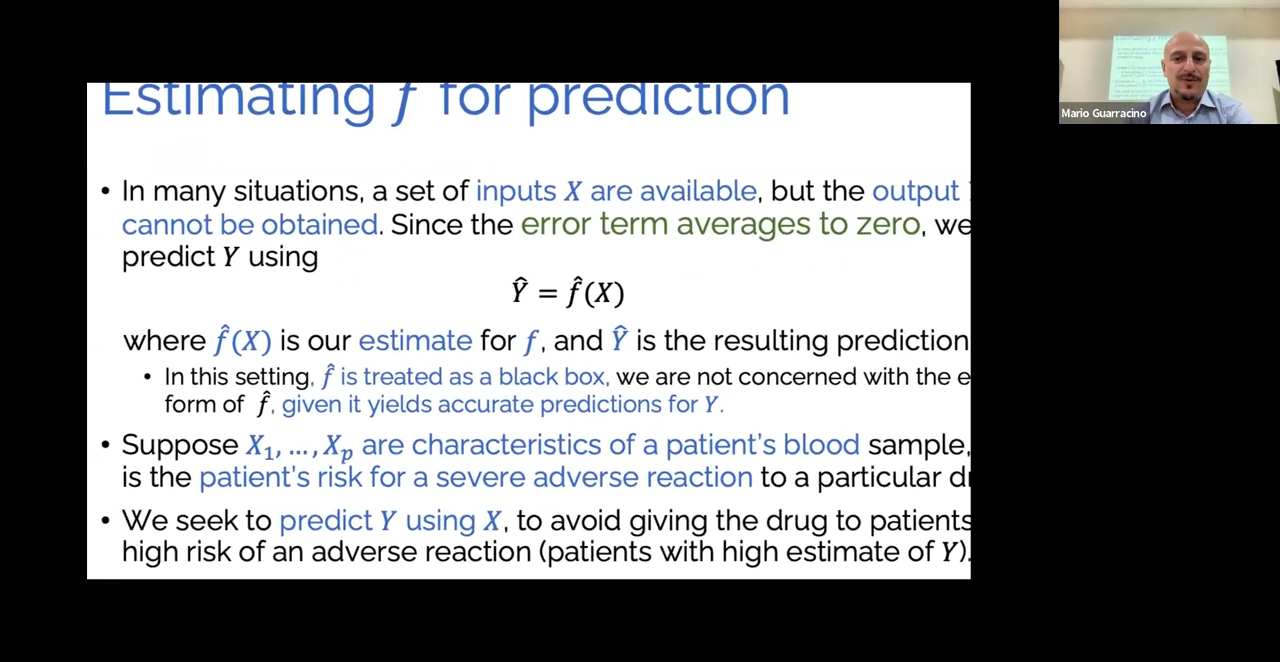 Estimating f for prediction
• In many situations, a set of inputs X are available, but the output
cannot be obtained. Since the error term averages to zero, we
predict Y using
Ŷ = f̂(X)
where f̂(X) is our estimate for f, and Ŷ is the resulting prediction
• In this setting, f̂ is treated as a black box, we are not concerned with the e
form of f̂, given it yields accurate predictions for Y.
• Suppose X₁, ..., Xₚ are characteristics of a patient's blood sample,
is the patient's risk for a severe adverse reaction to a particular d
• We seek to predict Y using X, to avoid giving the drug to patients
high risk of an adverse reaction (patients with high estimate of Y).
Mario Guarracino